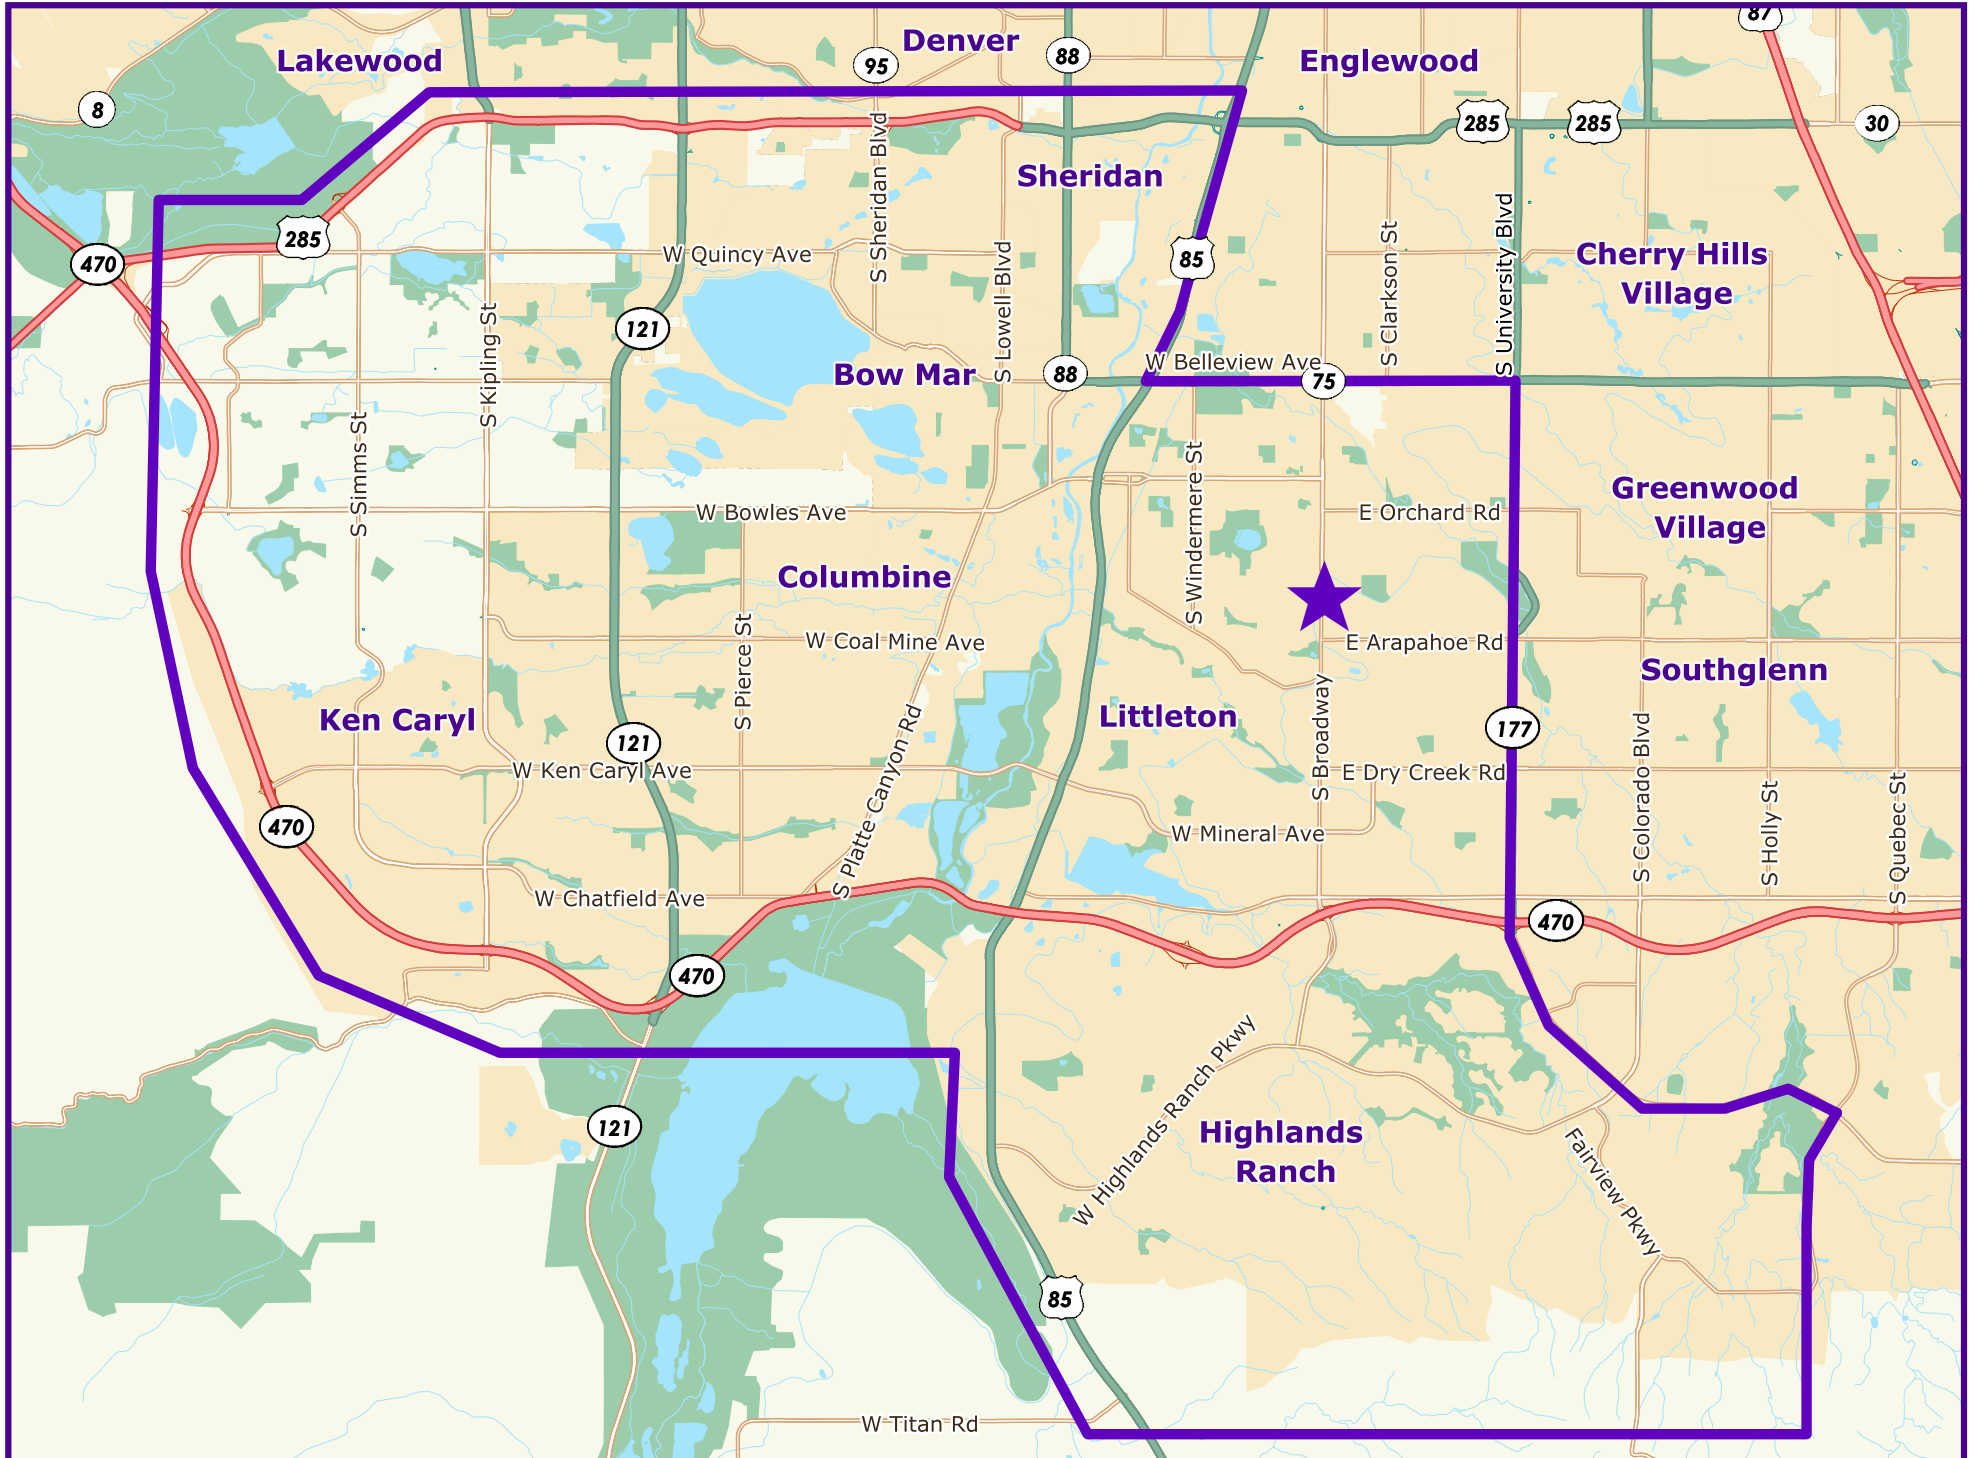 87
Denver
Lakewood
Englewood
95
88
8
285
285
30
S Sheridan Blvd
Sheridan
S University Blvd
285
470
W Quincy Ave
S Lowell Blvd
85
S Clarkson St
Cherry Hills
Village
S Kipling St
121
Bow Mar
88
W Belleview Ave
75
S Simms St
S Windermere St
Greenwood
Village
W Bowles Ave
E Orchard Rd
Columbine
S Pierce St
W Coal Mine Ave
E Arapahoe Rd
Southglenn
Ken Caryl
Littleton
S Broadway
177
S Colorado Blvd
121
W Ken Caryl Ave
S Platte Canyon Rd
E Dry Creek Rd
S Holly St
S Quebec St
470
W Mineral Ave
W Chatfield Ave
470
470
W Highlands Ranch Pkwy
121
Highlands
Ranch
Fairview Pkwy
85
W Titan Rd